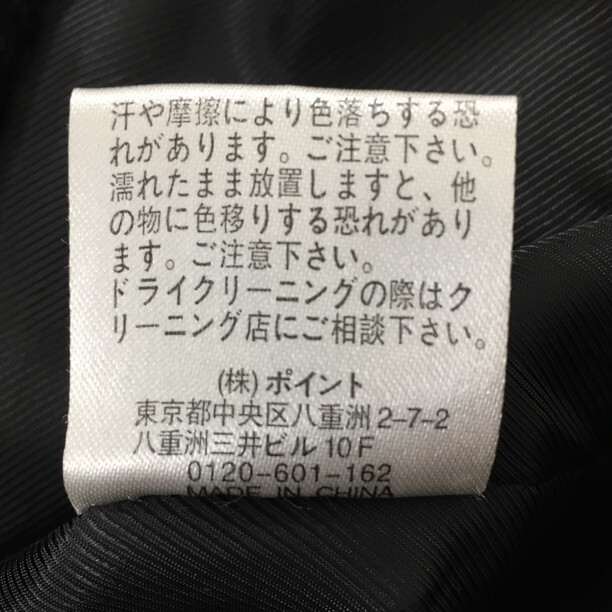 汗や摩擦により色落ちする恐
れがあります。ご注意下さい。
濡れたまま放置しますと、他
の物に色移りする恐れがあり
ます。ご注意下さい。
ドライクリーニングの際はク
リーニング店にご相談下さい。
(株)ポイント
東京都中央区八重洲2-7-2
八重洲三井ビル10F
0120-601-162
MADE IN CHINA